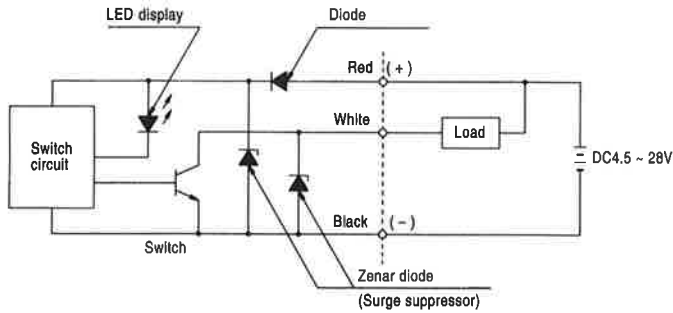 LED display
Diode
Red (+)
White
Load
Switch
circuit
DC4.5 ~ 28V
Black (−)
Switch
Zenar diode
(Surge suppressor)